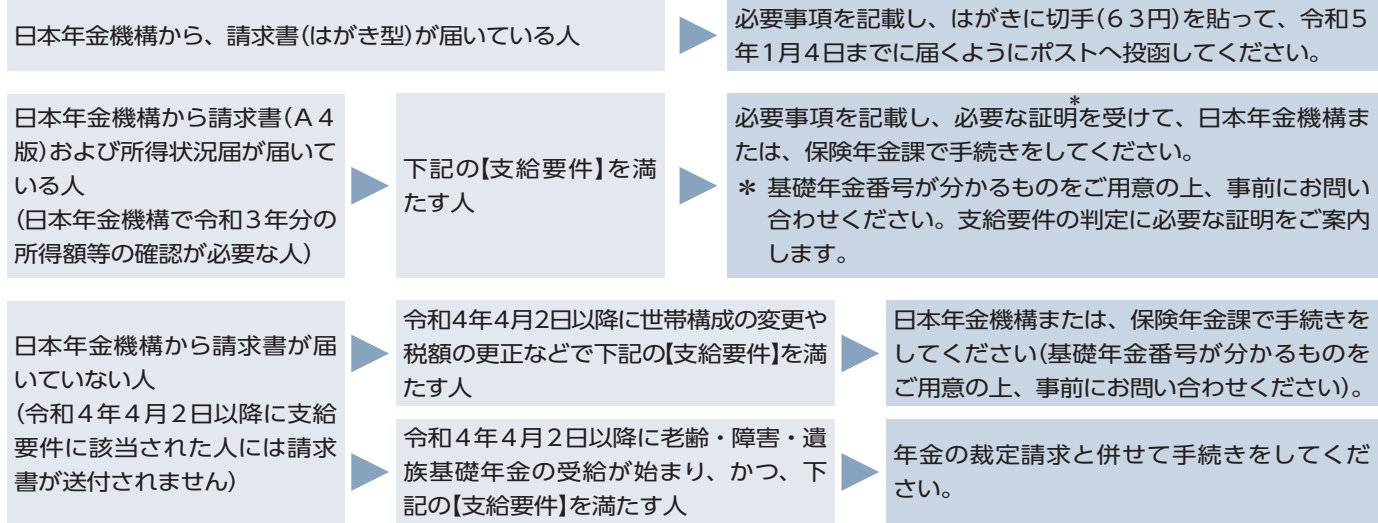 日本年金機構から、請求書(はがき型)が届いている人
必要事項を記載し、はがきに切手(63円)を貼って、令和5
年1月4日までに届くようにポストへ投函してください。
日本年金機構から請求書(A4
版)および所得状況届が届いて
いる人
(日本年金機構で令和3年分の
所得額等の確認が必要な人)
下記の【支給要件】を満
たす人
必要事項を記載し、必要な証明*を受けて、日本年金機構ま
たは、保険年金課で手続きをしてください。
* 基礎年金番号が分かるものをご用意の上、事前にお問い
合わせください。支給要件の判定に必要な証明をご案内
します。
日本年金機構から請求書が届
いていない人
(令和4年4月2日以降に支給
要件に該当された人には請求
書が送付されません)
令和4年4月2日以降に世帯構成の変更や
税額の更正などで下記の【支給要件】を満
たす人
日本年金機構または、保険年金課で手続きを
してください(基礎年金番号が分かるものを
ご用意の上、事前にお問い合わせください)。
令和4年4月2日以降に老齢・障害・遺
族基礎年金の受給が始まり、かつ、下
記の【支給要件】を満たす人
年金の裁定請求と併せて手続きをしてくだ
さい。